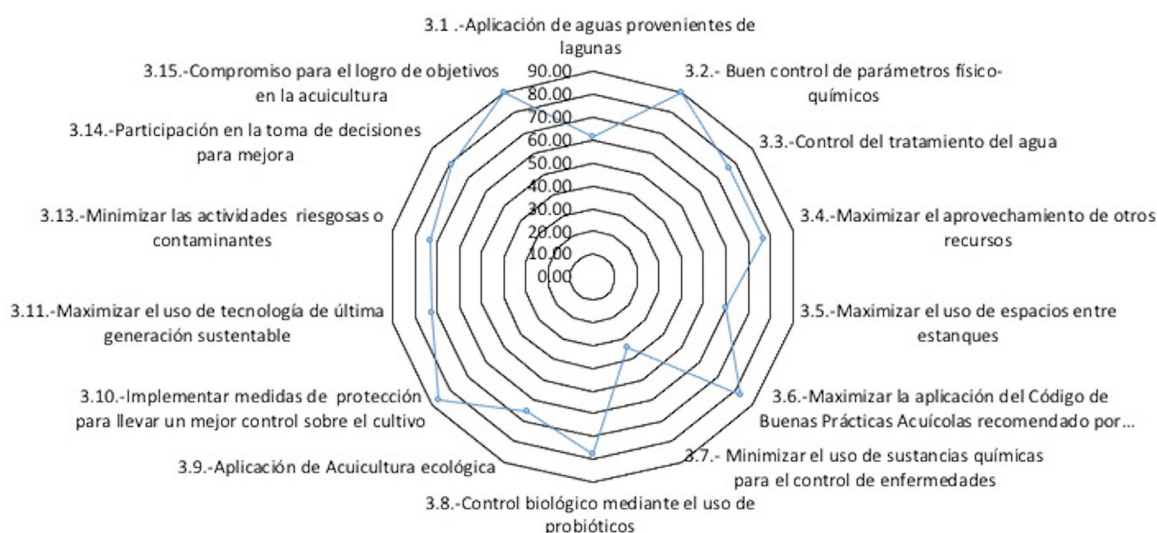 3.1 .-Aplicación de aguas provenientes de
lagunas
3.2.- Buen control de parámetros físico-
químicos
3.3.-Control del tratamiento del agua
3.4.-Maximizar el aprovechamiento de otros
recursos
3.5.-Maximizar el uso de espacios entre
estanques
3.6.-Maximizar la aplicación del Código de
Buenas Prácticas Acuícolas recomendado por...
3.7.- Minimizar el uso de sustancias químicas
para el control de enfermedades
3.8.-Control biológico mediante el uso de
probióticos
3.9.-Aplicación de Acuicultura ecológica
3.10.-Implementar medidas de protección
para llevar un mejor control sobre el cultivo
3.11.-Maximizar el uso de tecnología de última
generación sustentable
3.13.-Minimizar las actividades riesgosas o
contaminantes
3.14.-Participación en la toma de decisiones
para mejora
3.15.-Compromiso para el logro de objetivos
en la acuicultura
90.00
80.00
70.00
60.00
50.00
40.00
30.00
20.00
10.00
0.00